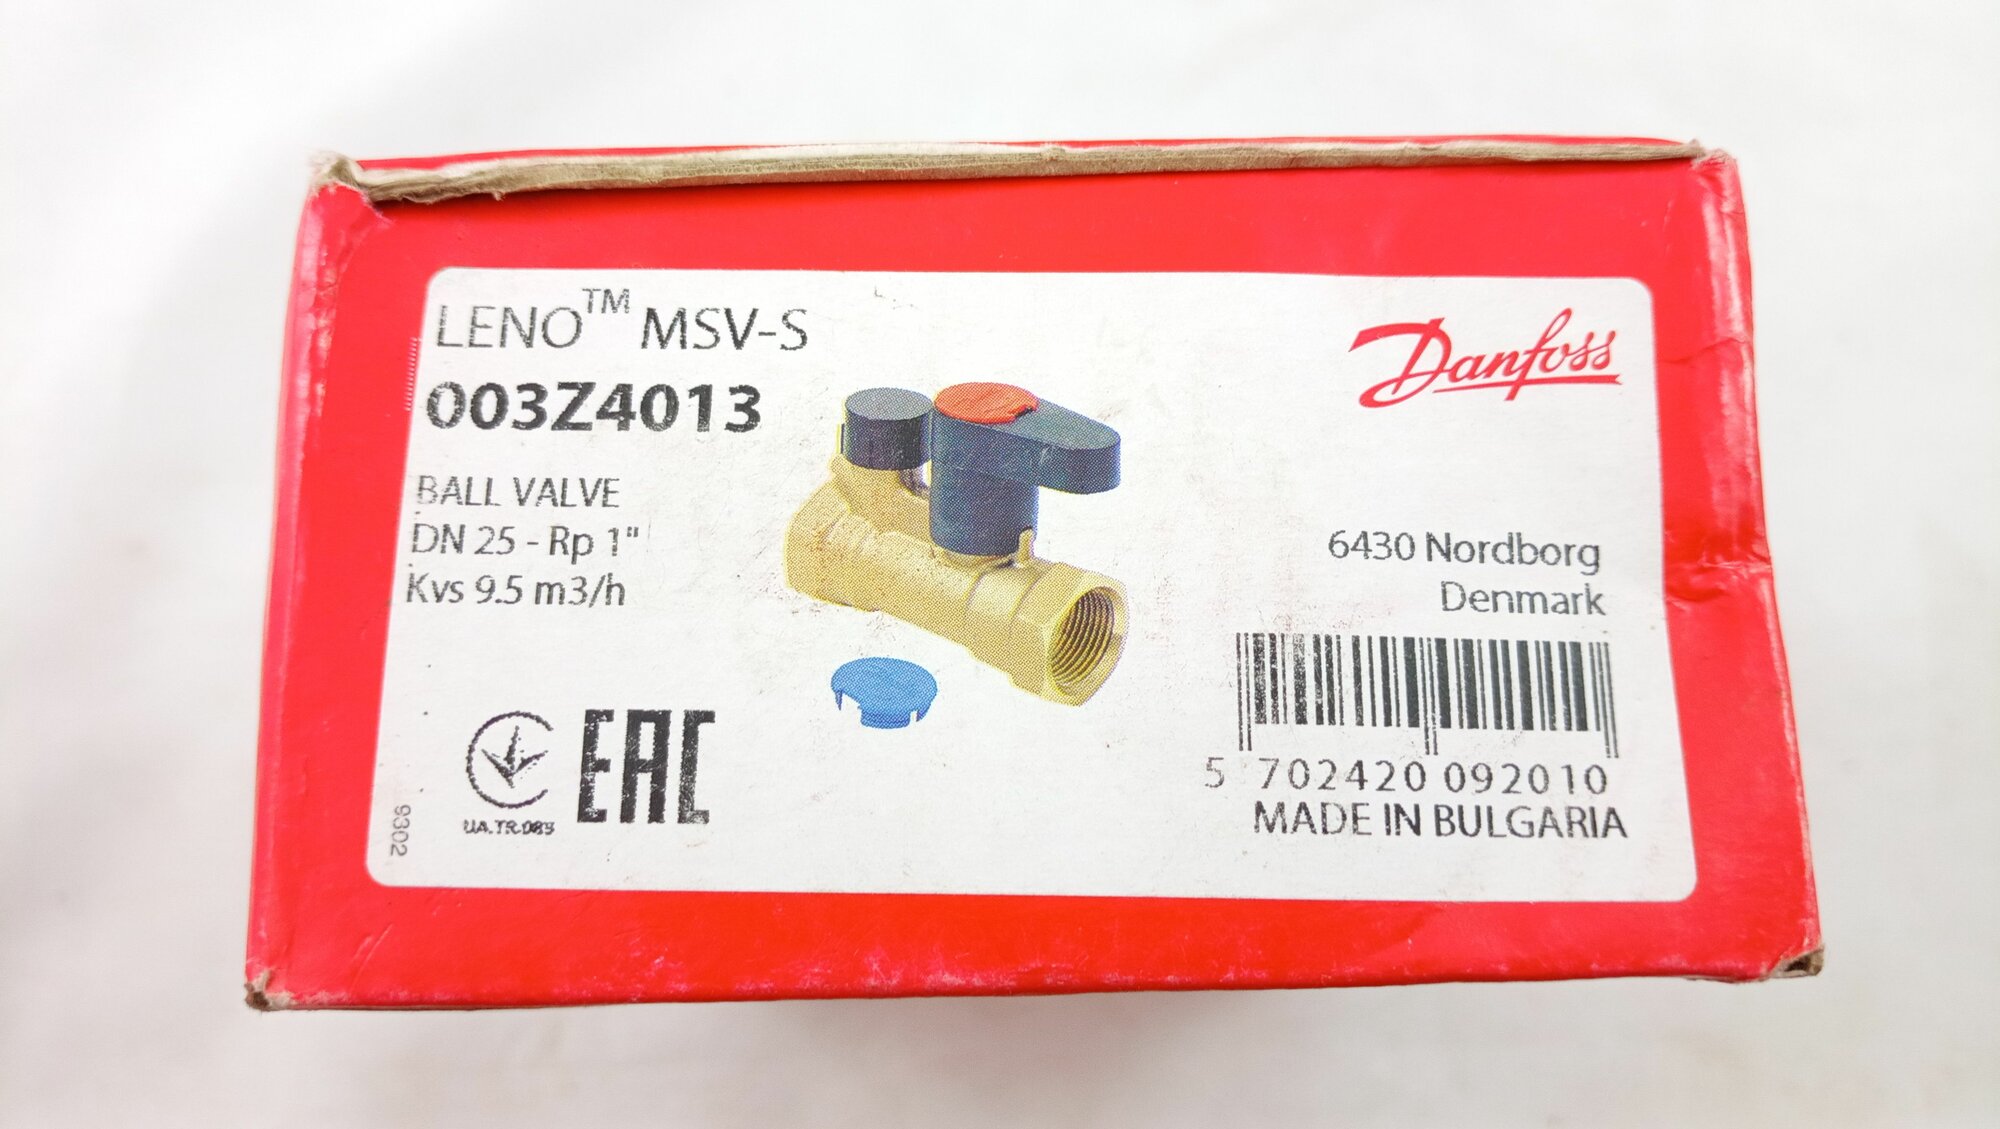 LENO™ MSV-S
003Z4013
BALL VALVE
DN 25 - Rp 1"
Kvs 9.5 m3/h
EAC
UA.TR.089
9302
Danfoss
6430 Nordborg
Denmark
5 702420 092010
MADE IN BULGARIA